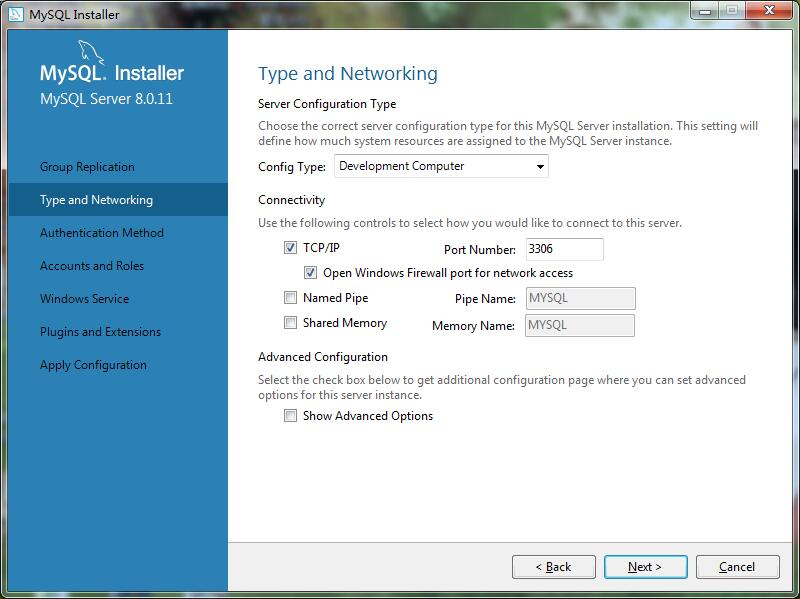 MySQL Installer
MySQL. Installer
MySQL Server 8.0.11
Group Replication
Type and Networking
Authentication Method
Accounts and Roles
Windows Service
Plugins and Extensions
Apply Configuration
Type and Networking
Server Configuration Type
Choose the correct server configuration type for this MySQL Server installation. This setting will
define how much system resources are assigned to the MySQL Server instance.
Config Type: Development Computer
Connectivity
Use the following controls to select how you would like to connect to this server.
TCP/IP Port Number: 3306
Open Windows Firewall port for network access
Named Pipe Pipe Name: MYSQL
Shared Memory Memory Name: MYSQL
Advanced Configuration
Select the check box below to get additional configuration page where you can set advanced
options for this server instance.
Show Advanced Options
< Back Next > Cancel